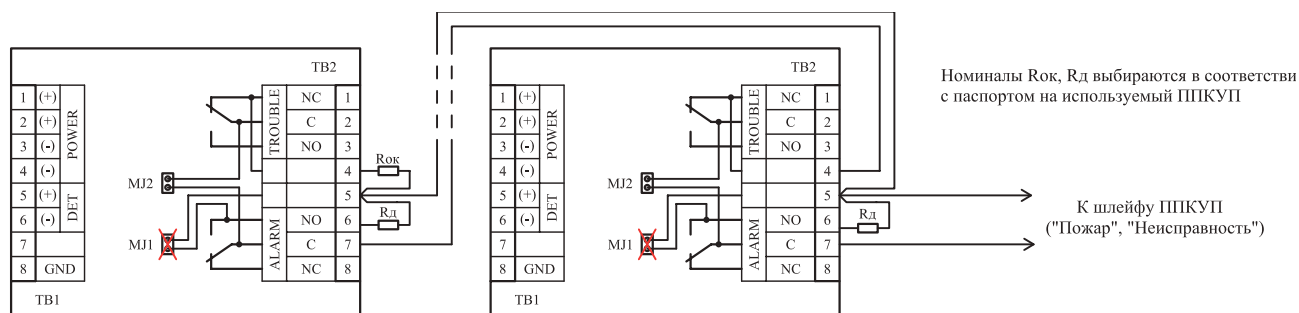 TB2
1 (+)
2 (+)
3 (-)
4 (-)
5 (+)
6 (-)
7
8 GND
POWER
DET
TB1
MJ2
MJ1
TROUBLE
ALARM
NC 1
C 2
NO 3
4
5
NO 6
C 7
NC 8
Rок
Rд
TB2
1 (+)
2 (+)
3 (-)
4 (-)
5 (+)
6 (-)
7
8 GND
POWER
DET
TB1
MJ2
MJ1
TROUBLE
ALARM
NC 1
C 2
NO 3
4
5
NO 6
C 7
NC 8
Rд
Номиналы Rок, Rд выбираются в соответстви
с паспортом на используемый ППКУП
К шлейфу ППКУП
("Пожар", "Неисправность")